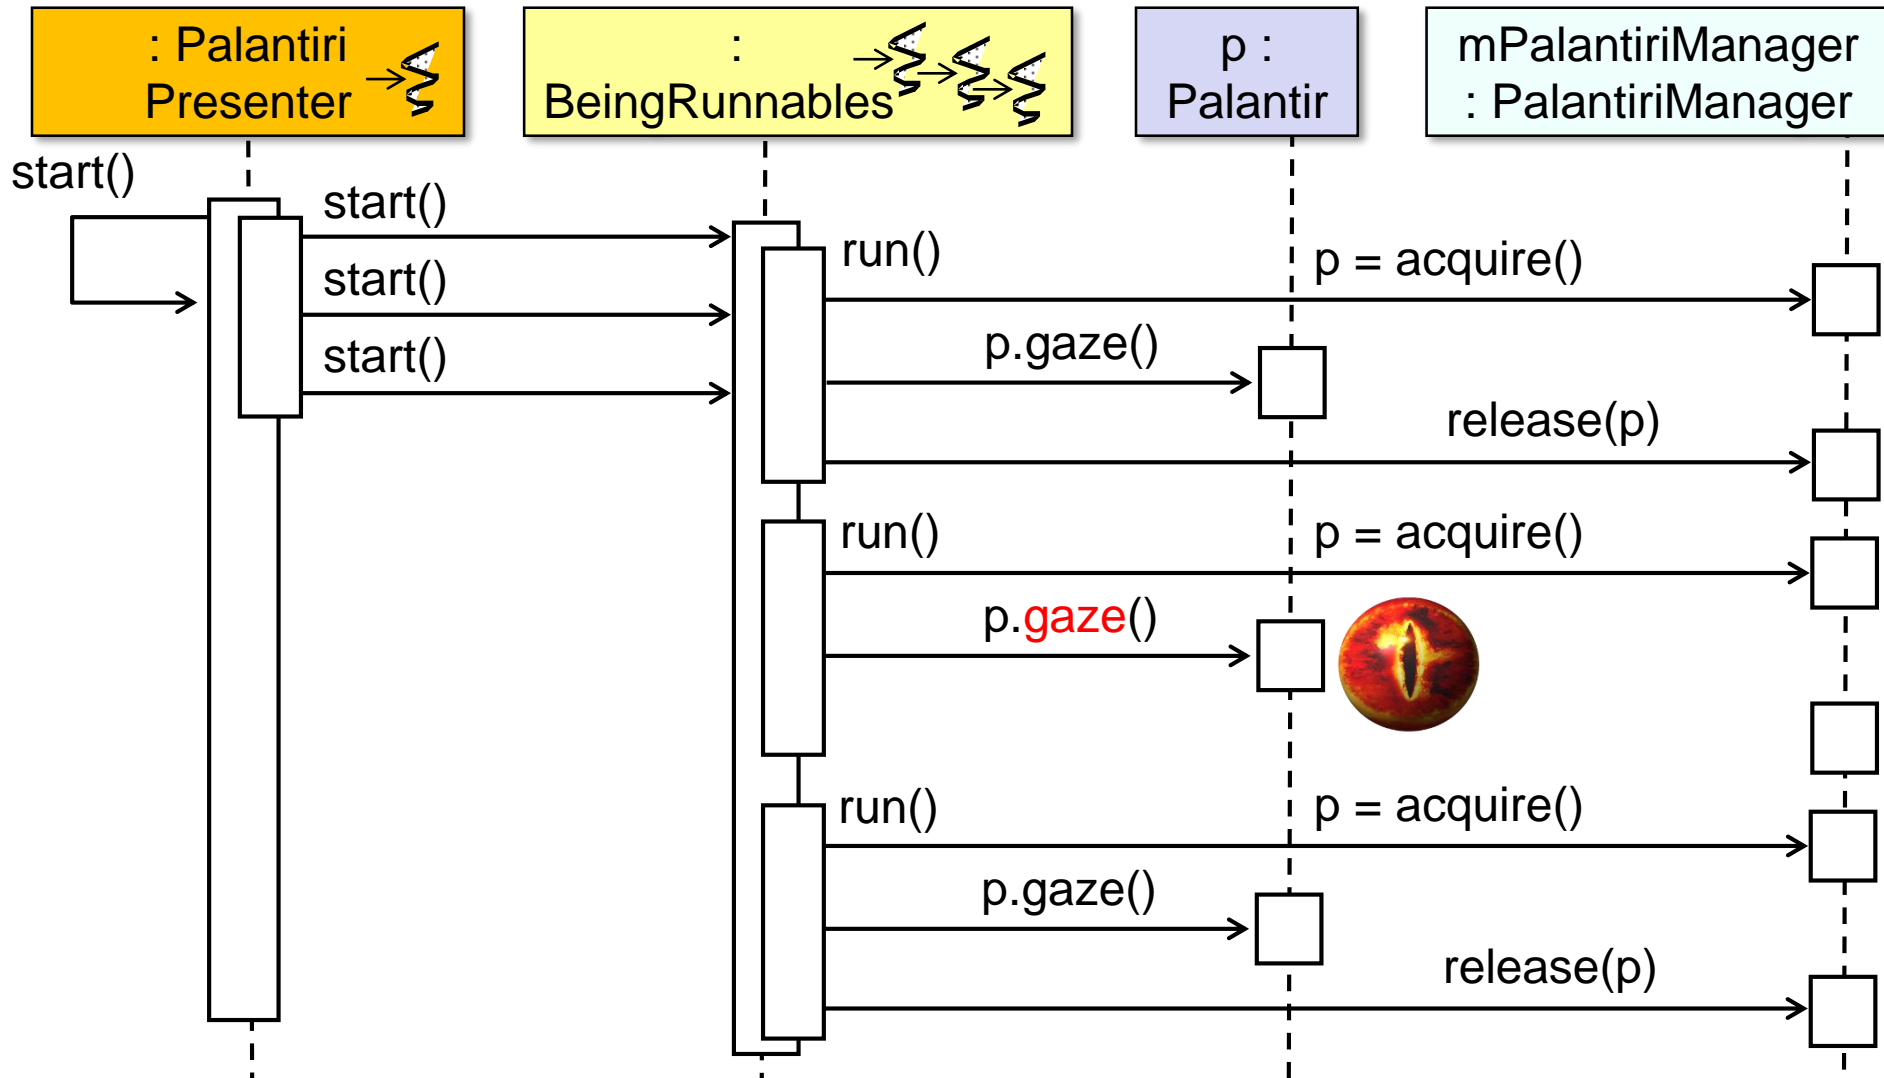 : Palantiri
Presenter
:
BeingRunnables
p :
Palantir
mPalantiriManager
: PalantiriManager
start()
start()
start()
start()
run()
p = acquire()
p.gaze()
release(p)
run()
p = acquire()
p.gaze()
run()
p = acquire()
p.gaze()
release(p)